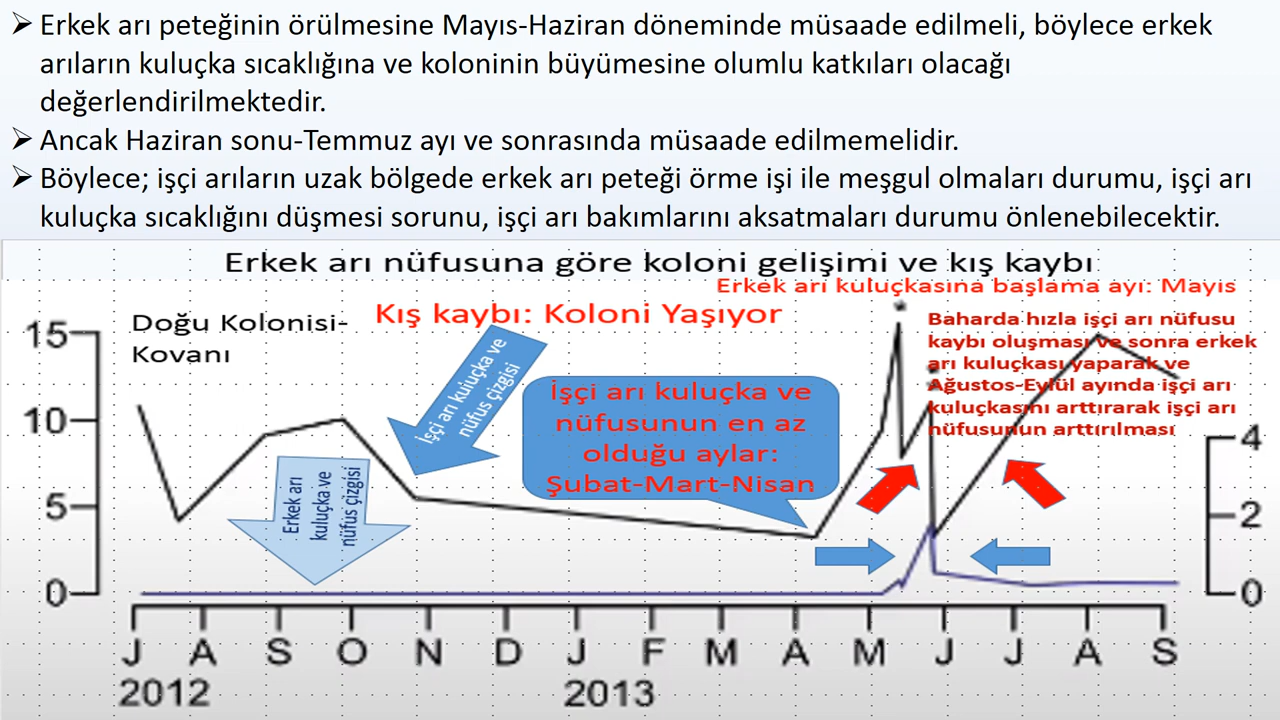 ➢ Erkek arı peteğinin örülmesine Mayıs-Haziran döneminde müsaade edilmeli, böylece erkek
arıların kuluçka sıcaklığına ve koloninin büyümesine olumlu katkıları olacağı
değerlendirilmektedir.
➢ Ancak Haziran sonu-Temmuz ayı ve sonrasında müsaade edilmemelidir.
➢ Böylece; işçi arıların uzak bölgede erkek arı peteği örme işi ile meşgul olmaları durumu, işçi arı
kuluçka sıcaklığını düşmesi sorunu, işçi arı bakımlarını aksatmaları durumu önlenebilecektir.
Erkek arı nüfusuna göre koloni gelişimi ve kış kaybı
Erkek arı kuluçkasına başlama ayı: Mayıs
Kış kaybı: Koloni Yaşıyor
Doğu Kolonisi-
Kovanı
Baharda hızla işçi arı nüfusu
kaybı oluşması ve sonra erkek
arı kuluçkası yaparak ve
Ağustos-Eylül ayında işçi arı
kuluçkasını arttırarak işçi arı
nüfusunun arttırılması
İşçi arı kuluçka ve
nüfus çizgisi
İşçi arı kuluçka ve
nüfusunun en az
olduğu aylar:
Şubat-Mart-Nisan
Erkek arı
kuluçka ve
nüfus çizgisi
15
10
5
0
4
2
0
J A S O N D J F M A M J J A S
2012 2013